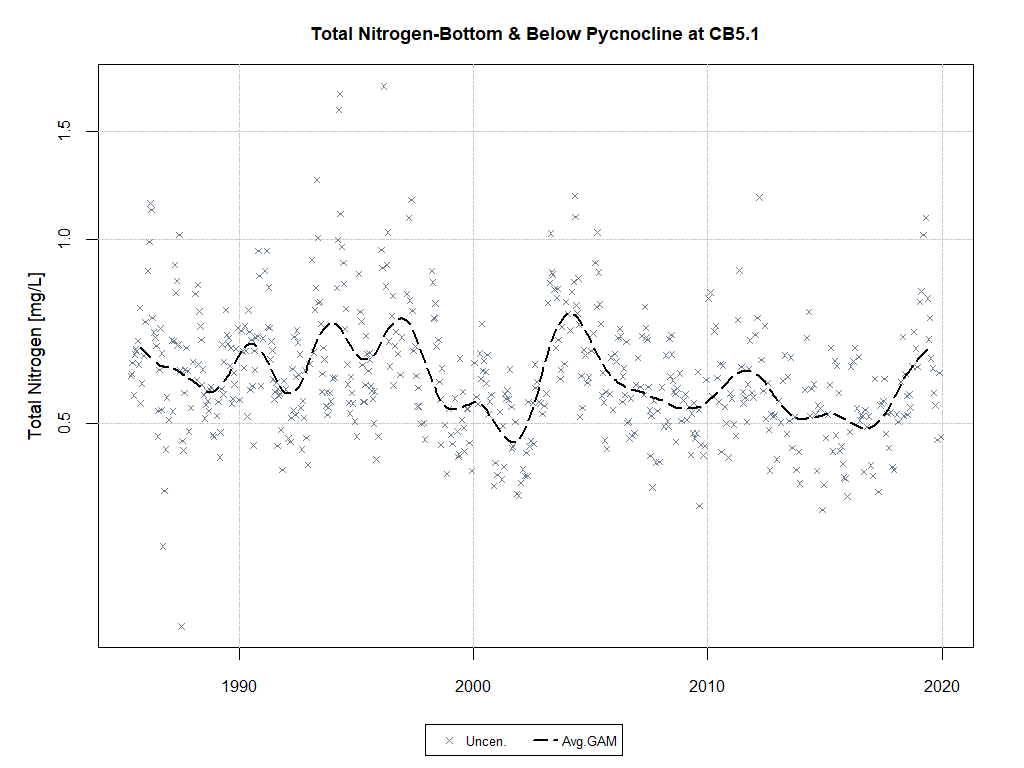 Total Nitrogen-Bottom & Below Pycnocline at CB5.1
Total Nitrogen [mg/L]
1.5
1.0
0.5
1990
2000
2010
2020
Uncen.
Avg.GAM